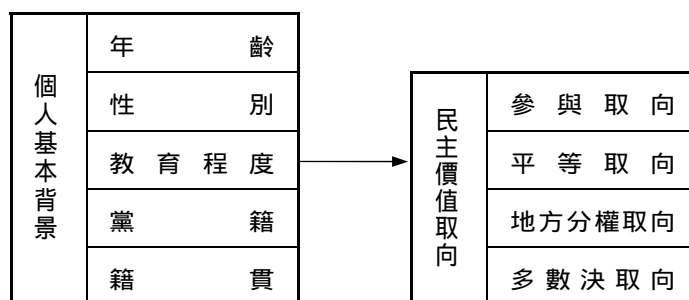 個人基本背景
年齡
性別
教育程度
黨籍
籍貫
民主價值取向
參與取向
平等取向
地方分權取向
多數決取向